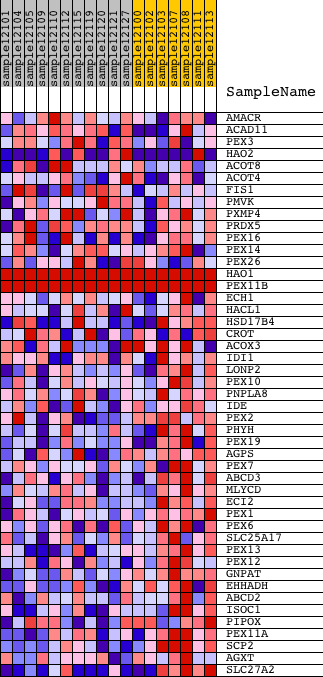 sample12101
sample12104
sample12105
sample12109
sample12110
sample12112
sample12115
sample12120
sample12127
sample12100
sample12102
sample12103
sample12107
sample12108
sample12111
SampleName
AMACR
ACAD11
PEX3
HAO2
ACOT8
ACOT4
FIS1
PMVK
PXMP4
PRDX5
PEX16
PEX14
PEX26
HAO1
PEX11B
ECH1
HACL1
HSD17B4
CROT
ACOX3
IDI1
LONP2
PEX10
PNPLA8
IDE
PEX2
PHYH
PEX19
AGPS
PEX7
ABCD3
MLYCD
ECI2
PEX1
PEX6
SLC25A17
PEX13
PEX12
GNPAT
EHHADH
ABCD2
ISOC1
PIPOX
PEX11A
SCP2
AGXT
SLC27A2